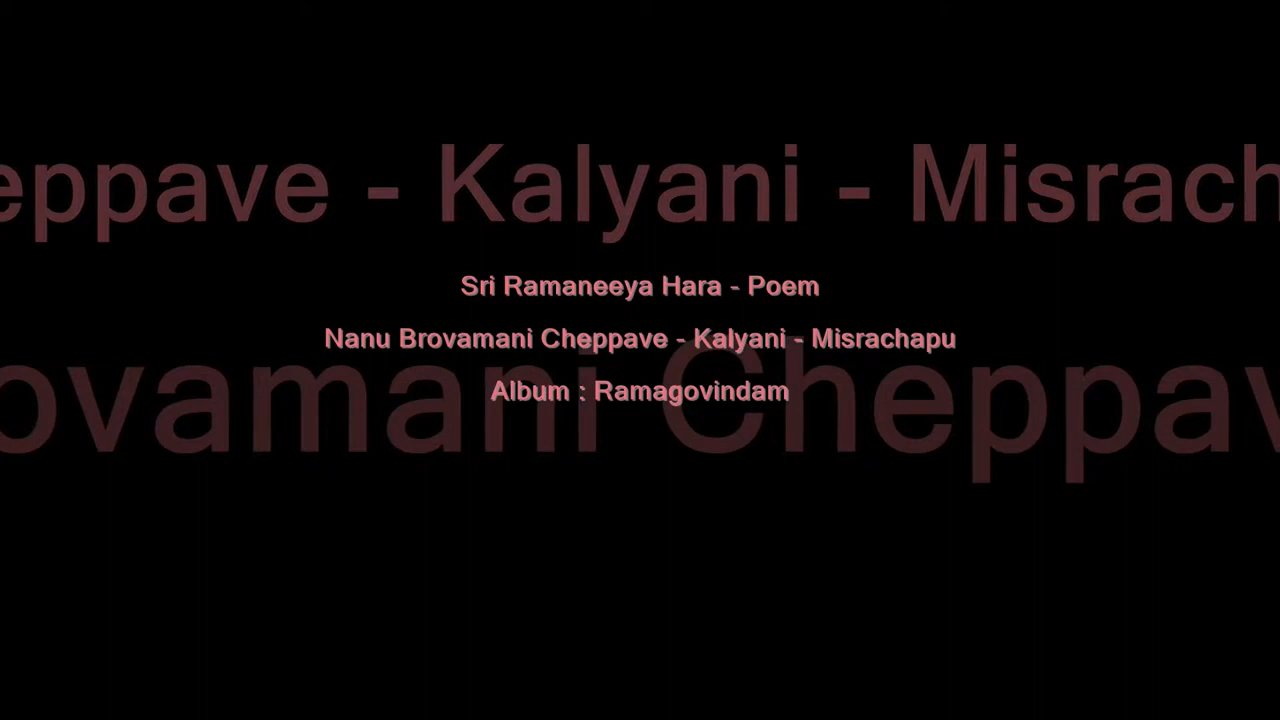 eppave - Kalyani - Misrach
Sri Ramaneeya Hara - Poem
Nanu Brovamani Cheppave - Kalyani - Misrachapu
Album : Ramagovindam
ovamani Cheppav